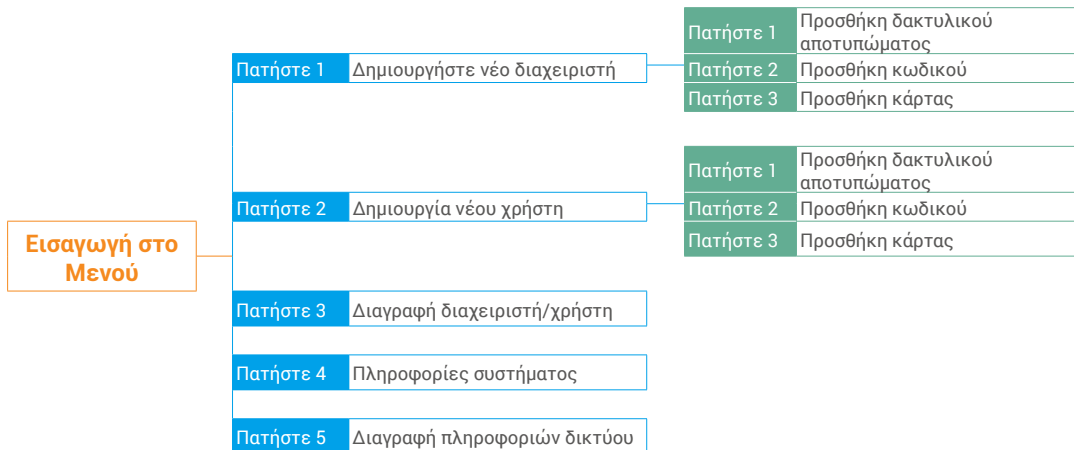 Εισαγωγή στο
Μενού
Πατήστε 1 Δημιουργήστε νέο διαχειριστή
Πατήστε 1 Προσθήκη δακτυλικού
αποτυπώματος
Πατήστε 2 Προσθήκη κωδικού
Πατήστε 3 Προσθήκη κάρτας
Πατήστε 2 Δημιουργία νέου χρήστη
Πατήστε 1 Προσθήκη δακτυλικού
αποτυπώματος
Πατήστε 2 Προσθήκη κωδικού
Πατήστε 3 Προσθήκη κάρτας
Πατήστε 3 Διαγραφή διαχειριστή/χρήστη
Πατήστε 4 Πληροφορίες συστήματος
Πατήστε 5 Διαγραφή πληροφοριών δικτύου